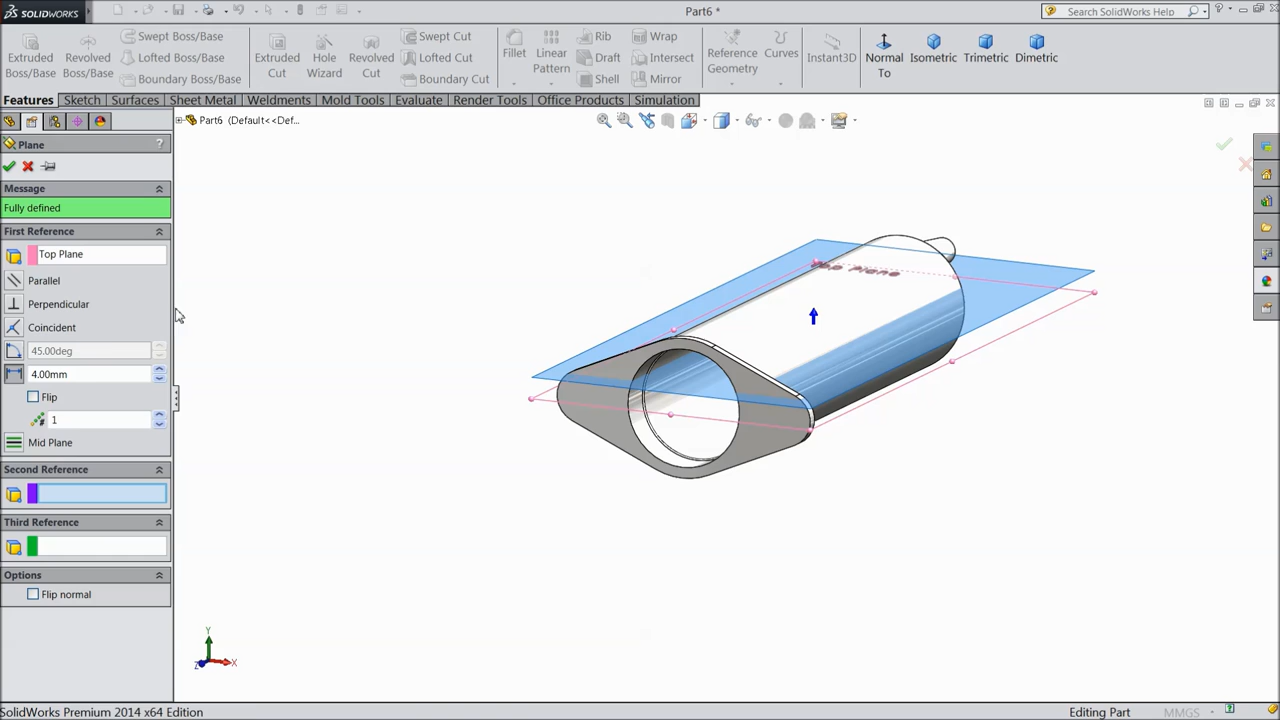 SOLIDWORKS
Part6 *
Search SolidWorks Help
Extruded Boss/Base
Revolved Boss/Base
Swept Boss/Base
Lofted Boss/Base
Boundary Boss/Base
Extruded Cut
Hole Wizard
Revolved Cut
Swept Cut
Lofted Cut
Boundary Cut
Fillet
Linear Pattern
Rib
Draft
Shell
Wrap
Intersect
Mirror
Reference Geometry
Curves
Instant3D
Normal To
Isometric
Trimetric
Dimetric
Features Sketch Surfaces Sheet Metal Weldments Mold Tools Evaluate Render Tools Office Products Simulation
Part6 (Default<<Def...
Plane ?
Message
Fully defined
First Reference
Top Plane
Parallel
Perpendicular
Coincident
45.00deg
4.00mm
Flip
1
Mid Plane
Second Reference
Third Reference
Options
Flip normal
Top Plane
Y
Z X
SolidWorks Premium 2014 x64 Edition
Editing Part
MMGS